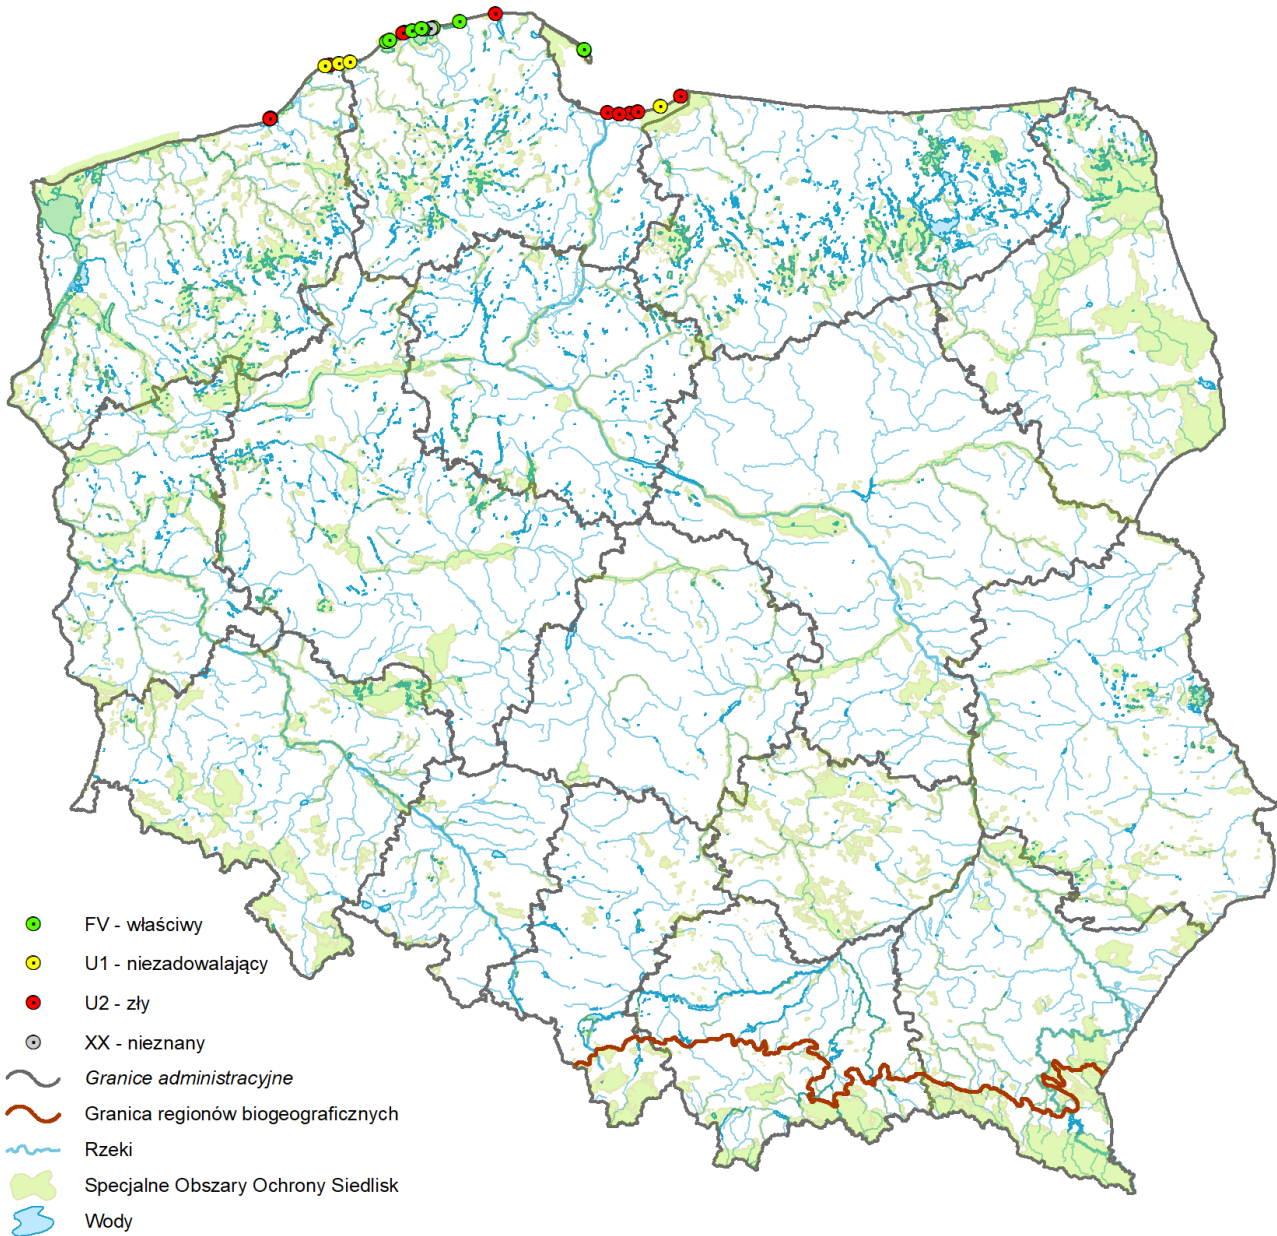 FV - właściwy
U1 - niezadowalający
U2 - zły
XX - nieznany
Granice administracyjne
Granica regionów biogeograficznych
Rzeki
Specjalne Obszary Ochrony Siedlisk
Wody